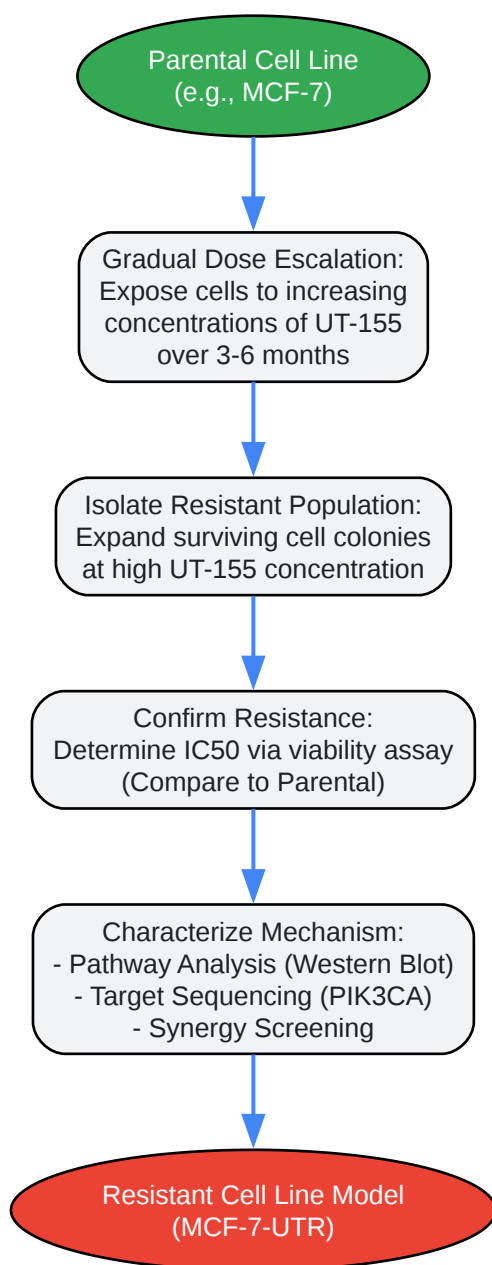 Parental Cell Line
(e.g., MCF-7)
Gradual Dose Escalation:
Expose cells to increasing
concentrations of UT-155
over 3-6 months
Isolate Resistant Population:
Expand surviving cell colonies
at high UT-155 concentration
Confirm Resistance:
Determine IC50 via viability assay
(Compare to Parental)
Characterize Mechanism:
- Pathway Analysis (Western Blot)
- Target Sequencing (PIK3CA)
- Synergy Screening
Resistant Cell Line Model
(MCF-7-UTR)